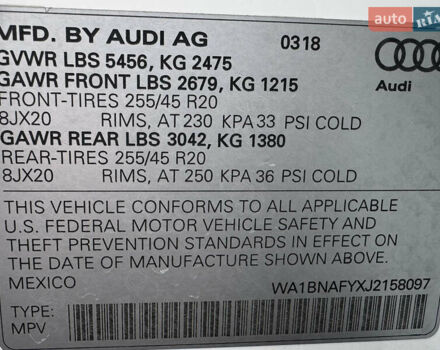 RIA
MFD. BY AUDI AG 0318
GVWR LBS 5456, KG 2475
GAWR FRONT LBS 2679, KG 1215
FRONT-TIRES 255/45 R20
8JX20 RIMS, AT 230 KPA 33 PSI COLD
GAWR REAR LBS 3042, KG 1380
REAR-TIRES 255/45 R20
8JX20 RIMS, AT 250 KPA 36 PSI COLD
Audi
THIS VEHICLE CONFORMS TO ALL APPLICABLE
U.S. FEDERAL MOTOR VEHICLE SAFETY AND
THEFT PREVENTION STANDARDS IN EFFECT ON
THE DATE OF MANUFACTURE SHOWN ABOVE.
MEXICO WA1BNAFYXJ2158097
TYPE:
MPV